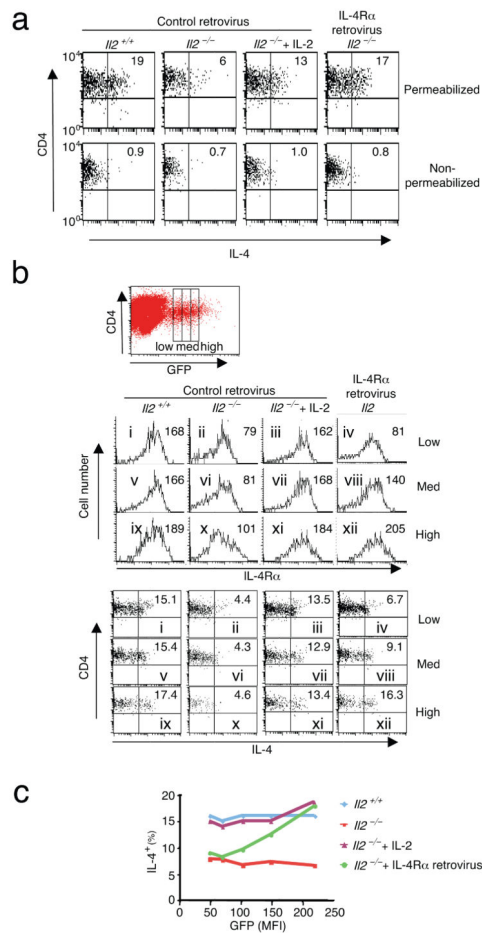 a
Control retrovirus
IL-4Rα
retrovirus
Il2 +/+ Il2 −/− Il2 −/− + IL-2 Il2 −/−
10⁴ 19 6 13 17
Permeabilized
10⁰
CD4
10⁴ 0.9 0.7 1.0 0.8
Non-
permeabilized
10⁰
IL-4
b
CD4
low med high
GFP
Control retrovirus
IL-4Rα
retrovirus
Il2 +/+ Il2 −/− Il2 −/− + IL-2 Il2
i 168 ii 79 iii 162 iv 81 Low
Cell number
v 166 vi 81 vii 168 viii 140 Med
ix 189 x 101 xi 184 xii 205 High
IL-4Rα
15.1 4.4 13.5 6.7 Low
i ii iii iv
CD4
15.4 4.3 12.9 9.1 Med
v vi vii viii
17.4 4.6 13.4 16.3 High
ix x xi xii
IL-4
c
IL-4⁺ (%)
20
15
10
5
0
0 50 100 150 200 250
GFP (MFI)
Il2 +/+
Il2 −/−
Il2 −/− + IL-2
Il2 −/− + IL-4Rα retrovirus